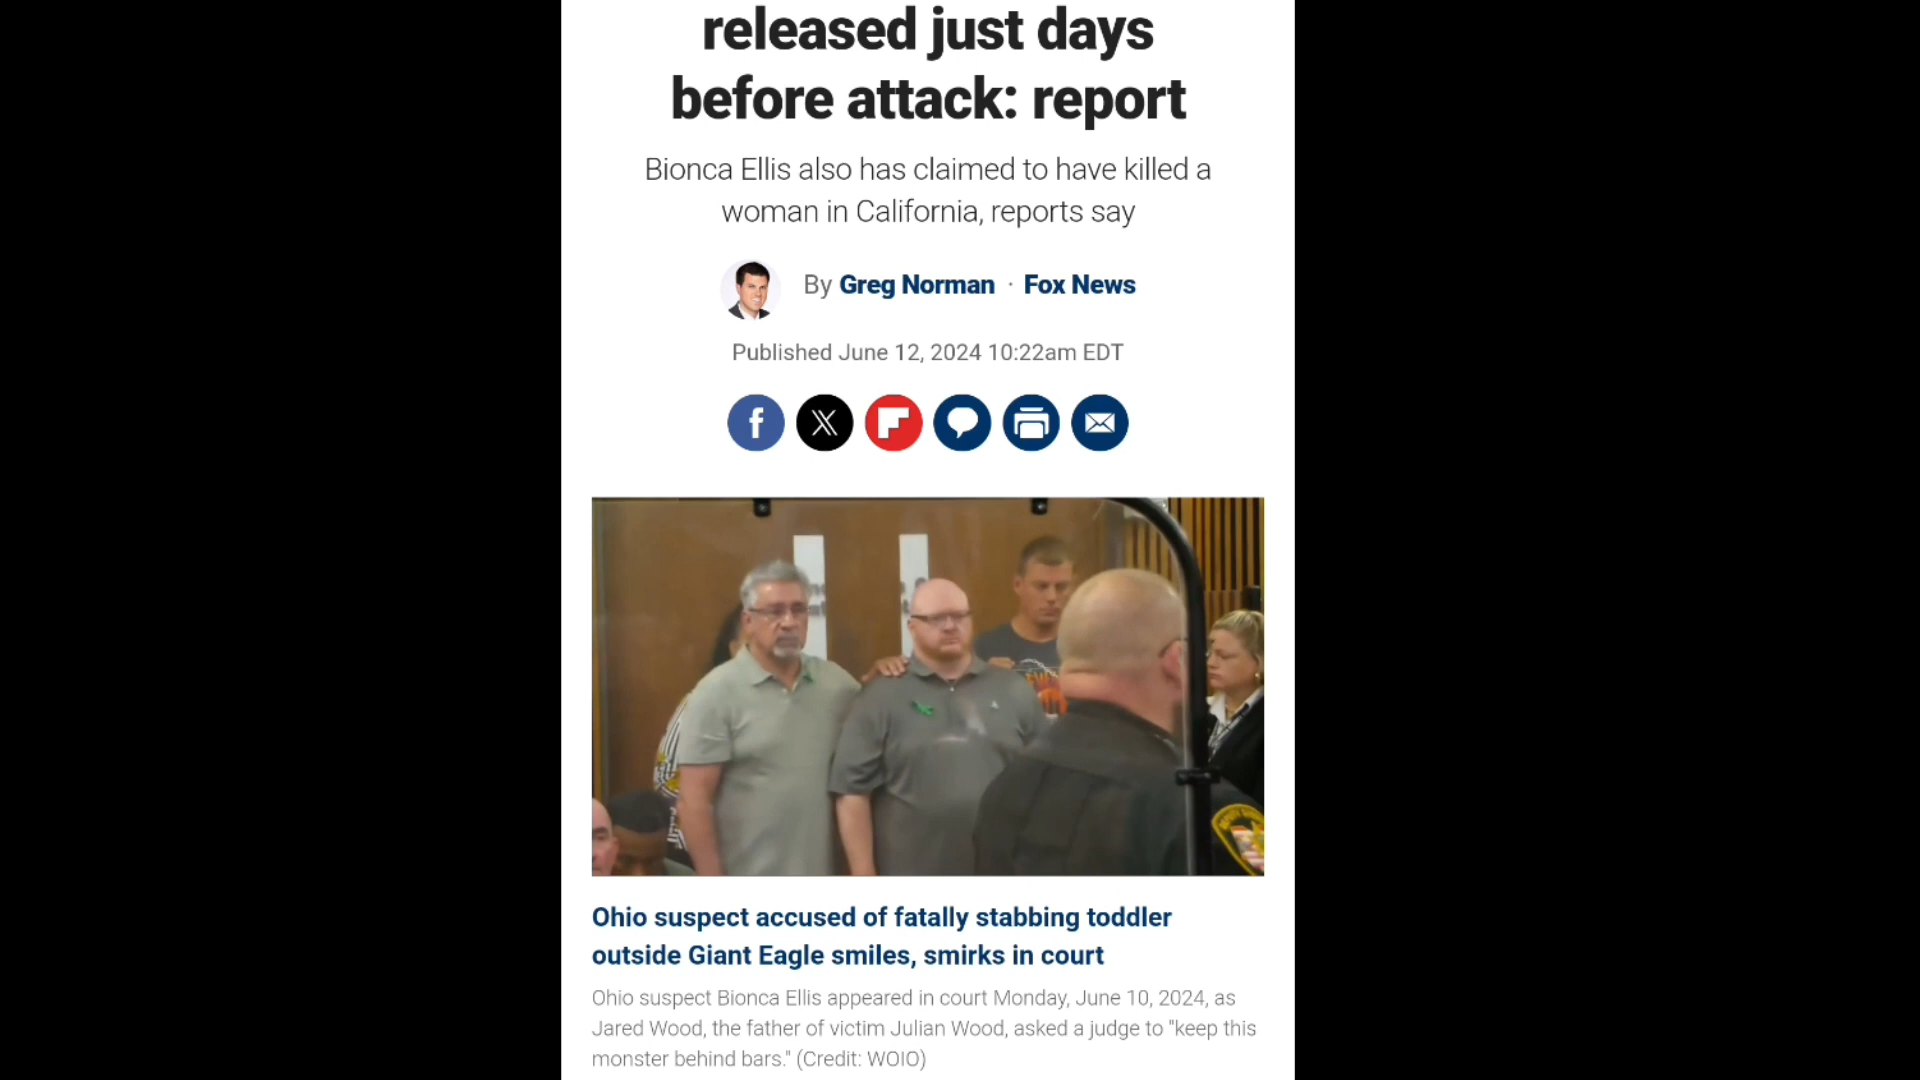 released just days
before attack: report
Bionca Ellis also has claimed to have killed a
woman in California, reports say
By Greg Norman · Fox News
Published June 12, 2024 10:22am EDT
Ohio suspect accused of fatally stabbing toddler
outside Giant Eagle smiles, smirks in court
Ohio suspect Bionca Ellis appeared in court Monday, June 10, 2024, as
Jared Wood, the father of victim Julian Wood, asked a judge to "keep this
monster behind bars." (Credit: WOIO)